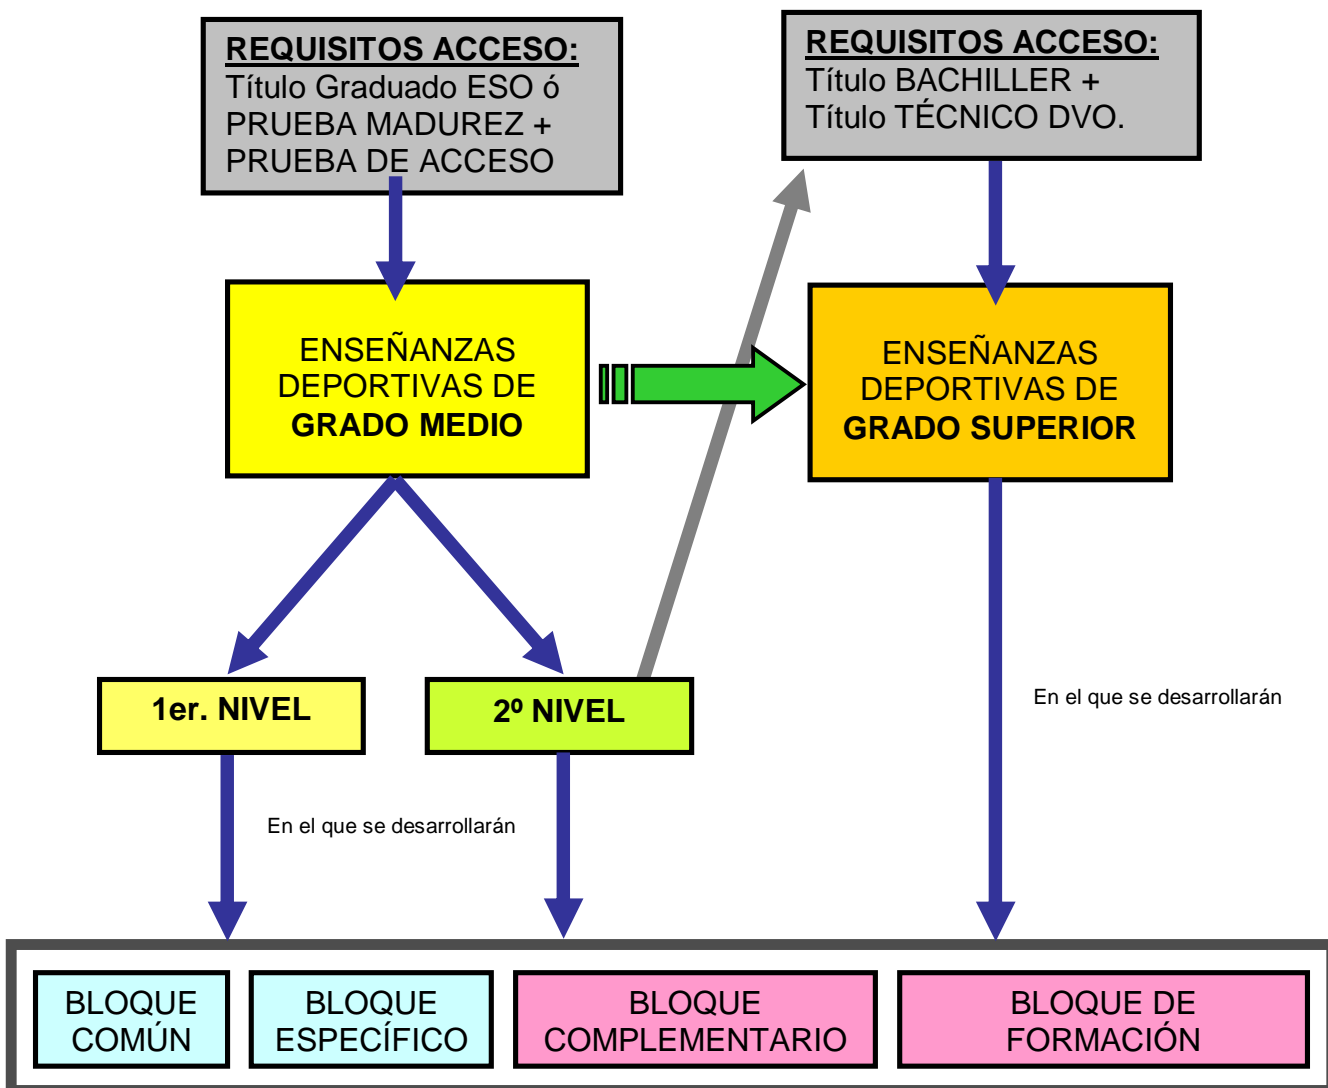 REQUISITOS ACCESO:
Título Graduado ESO ó
PRUEBA MADUREZ +
PRUEBA DE ACCESO
REQUISITOS ACCESO:
Título BACHILLER +
Título TÉCNICO DVO.
ENSEÑANZAS
DEPORTIVAS DE
GRADO MEDIO
ENSEÑANZAS
DEPORTIVAS DE
GRADO SUPERIOR
1er. NIVEL
2º NIVEL
En el que se desarrollarán
En el que se desarrollarán
BLOQUE
COMÚN
BLOQUE
ESPECÍFICO
BLOQUE
COMPLEMENTARIO
BLOQUE DE
FORMACIÓN